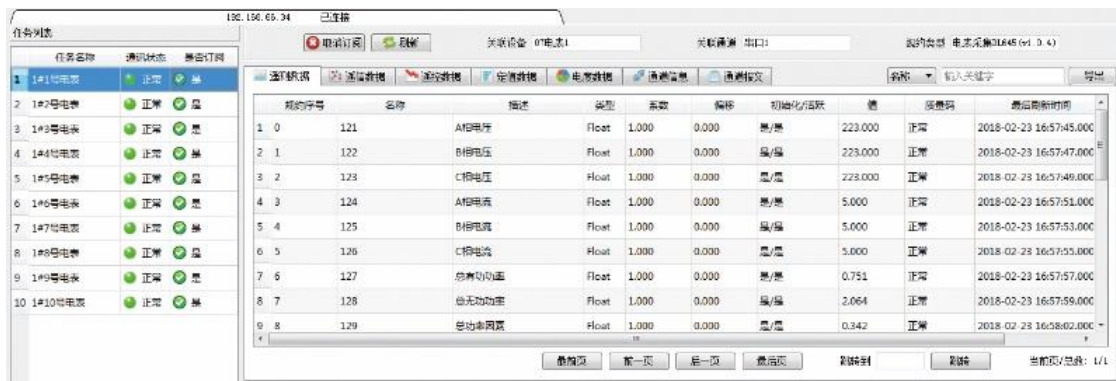 192.168.66.34 已连接
任务列表
任务名称 通讯状态 是否订阅
1 1#1号电表 正常 是
2 1#2号电表 正常 是
3 1#3号电表 正常 是
4 1#4号电表 正常 是
5 1#5号电表 正常 是
6 1#6号电表 正常 是
7 1#7号电表 正常 是
8 1#8号电表 正常 是
9 1#9号电表 正常 是
10 1#10号电表 正常 是
取消订阅 刷新 关联设备 07电表1 关联通道 串口1 规约类型 电表采集DL645(v1.0.4)
遥测数据 遥信数据 遥控数据 定值数据 电度数据 通道信息 通道报文 名称 输入关键字 导出
规约序号 名称 描述 类型 系数 偏移 初始化/活跃 值 质量码 最后刷新时间
1 0 121 A相电压 Float 1.000 0.000 是/是 223.000 正常 2018-02-23 16:57:45.000
2 1 122 B相电压 Float 1.000 0.000 是/是 223.000 正常 2018-02-23 16:57:47.000
3 2 123 C相电压 Float 1.000 0.000 是/是 223.000 正常 2018-02-23 16:57:49.000
4 3 124 A相电流 Float 1.000 0.000 是/是 5.000 正常 2018-02-23 16:57:51.000
5 4 125 B相电流 Float 1.000 0.000 是/是 5.000 正常 2018-02-23 16:57:53.000
6 5 126 C相电流 Float 1.000 0.000 是/是 5.000 正常 2018-02-23 16:57:55.000
7 6 127 总有功功率 Float 1.000 0.000 是/是 0.751 正常 2018-02-23 16:57:57.000
8 7 128 总无功功率 Float 1.000 0.000 是/是 2.064 正常 2018-02-23 16:57:59.000
9 8 129 总功率因素 Float 1.000 0.000 是/是 0.342 正常 2018-02-23 16:58:02.000
最前页 前一页 后一页 最后页 跳转到 跳转 当前页/总数: 1/1